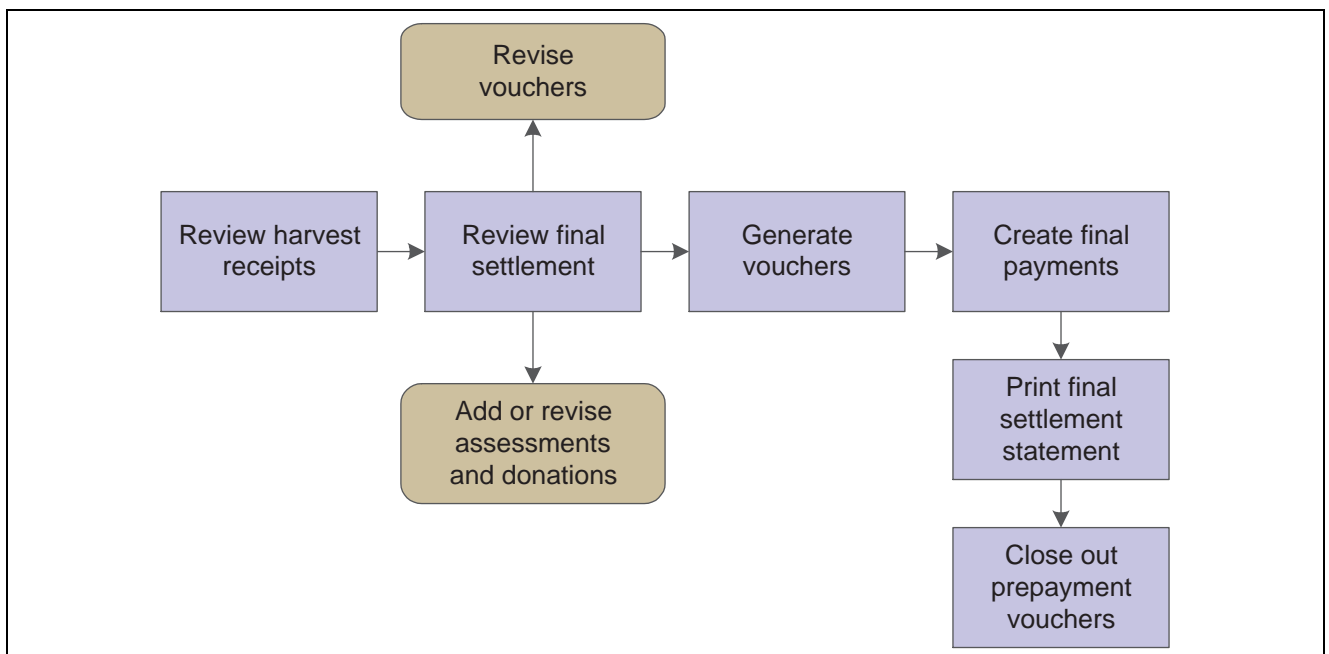 Revise
vouchers
Review harvest
receipts
Review final
settlement
Generate
vouchers
Create final
payments
Add or revise
assessments
and donations
Print final
settlement
statement
Close out
prepayment
vouchers